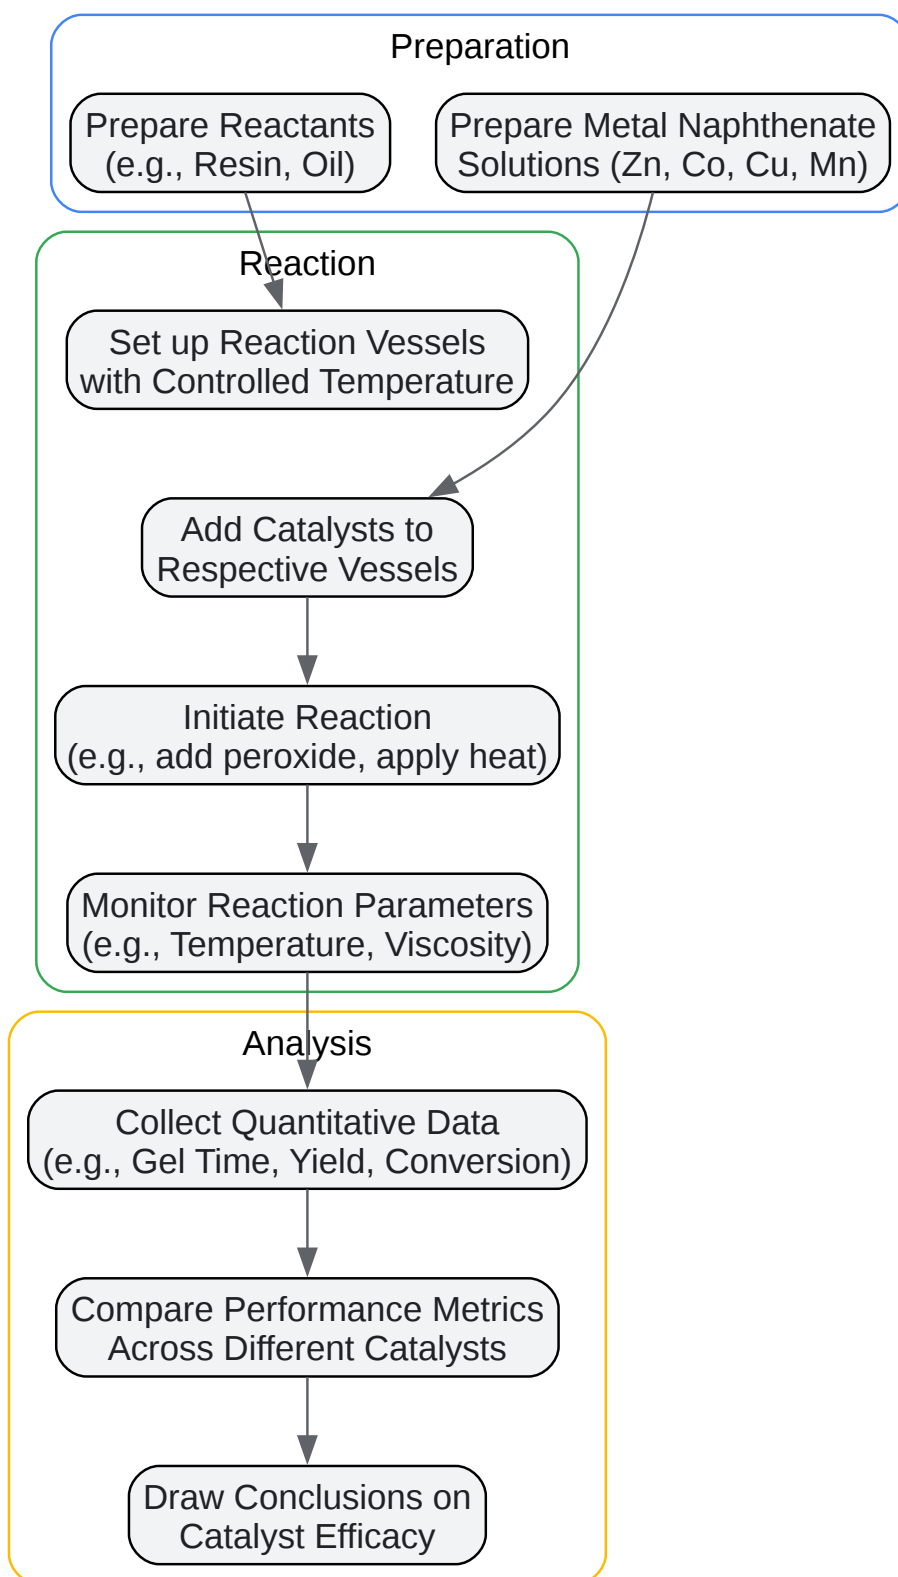 Preparation
Prepare Reactants
(e.g., Resin, Oil)
Prepare Metal Naphthenate
Solutions (Zn, Co, Cu, Mn)
Reaction
Set up Reaction Vessels
with Controlled Temperature
Add Catalysts to
Respective Vessels
Initiate Reaction
(e.g., add peroxide, apply heat)
Monitor Reaction Parameters
(e.g., Temperature, Viscosity)
Analysis
Collect Quantitative Data
(e.g., Gel Time, Yield, Conversion)
Compare Performance Metrics
Across Different Catalysts
Draw Conclusions on
Catalyst Efficacy